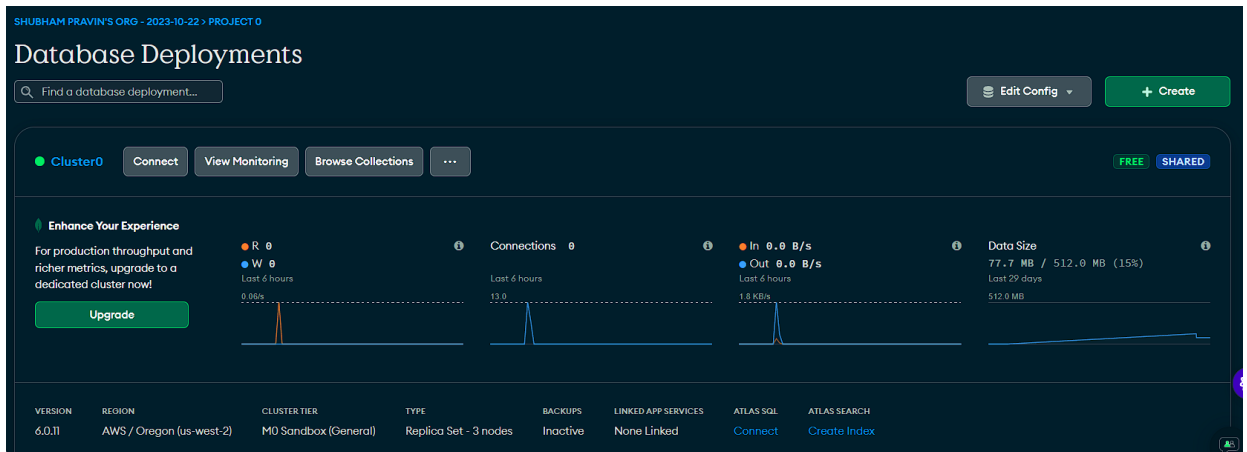 SHUBHAM PRAVIN'S ORG - 2023-10-22 > PROJECT 0
Database Deployments
Find a database deployment...
Edit Config
+ Create
Cluster0
Connect
View Monitoring
Browse Collections
...
FREE
SHARED
Enhance Your Experience
For production throughput and
richer metrics, upgrade to a
dedicated cluster now!
Upgrade
R 0
W 0
Last 6 hours
0.06/s
Connections 0
Last 6 hours
13.0
In 0.0 B/s
Out 0.0 B/s
Last 6 hours
1.8 KB/s
Data Size
77.7 MB / 512.0 MB (15%)
Last 29 days
512.0 MB
VERSION
6.0.11
REGION
AWS / Oregon (us-west-2)
CLUSTER TIER
M0 Sandbox (General)
TYPE
Replica Set - 3 nodes
BACKUPS
Inactive
LINKED APP SERVICES
None Linked
ATLAS SQL
Connect
ATLAS SEARCH
Create Index